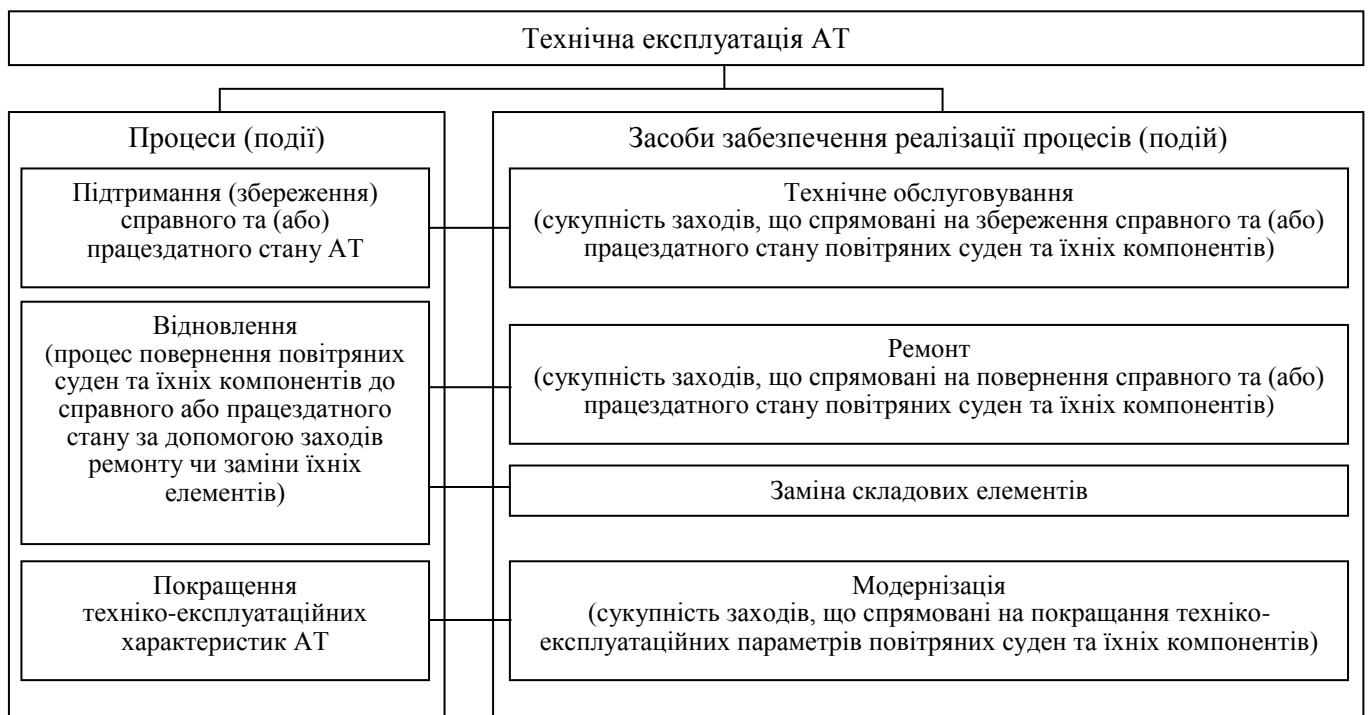 Технічна експлуатація АТ
Процеси (події)
Підтримання (збереження)
справного та (або)
працездатного стану АТ
Відновлення
(процес повернення повітряних
суден та їхніх компонентів до
справного або працездатного
стану за допомогою заходів
ремонту чи заміни їхніх
елементів)
Покращення
техніко-експлуатаційних
характеристик АТ
Засоби забезпечення реалізації процесів (подій)
Технічне обслуговування
(сукупність заходів, що спрямовані на збереження справного та (або)
працездатного стану повітряних суден та їхніх компонентів)
Ремонт
(сукупність заходів, що спрямовані на повернення справного та (або)
працездатного стану повітряних суден та їхніх компонентів)
Заміна складових елементів
Модернізація
(сукупність заходів, що спрямовані на покращання техніко-
експлуатаційних параметрів повітряних суден та їхніх компонентів)